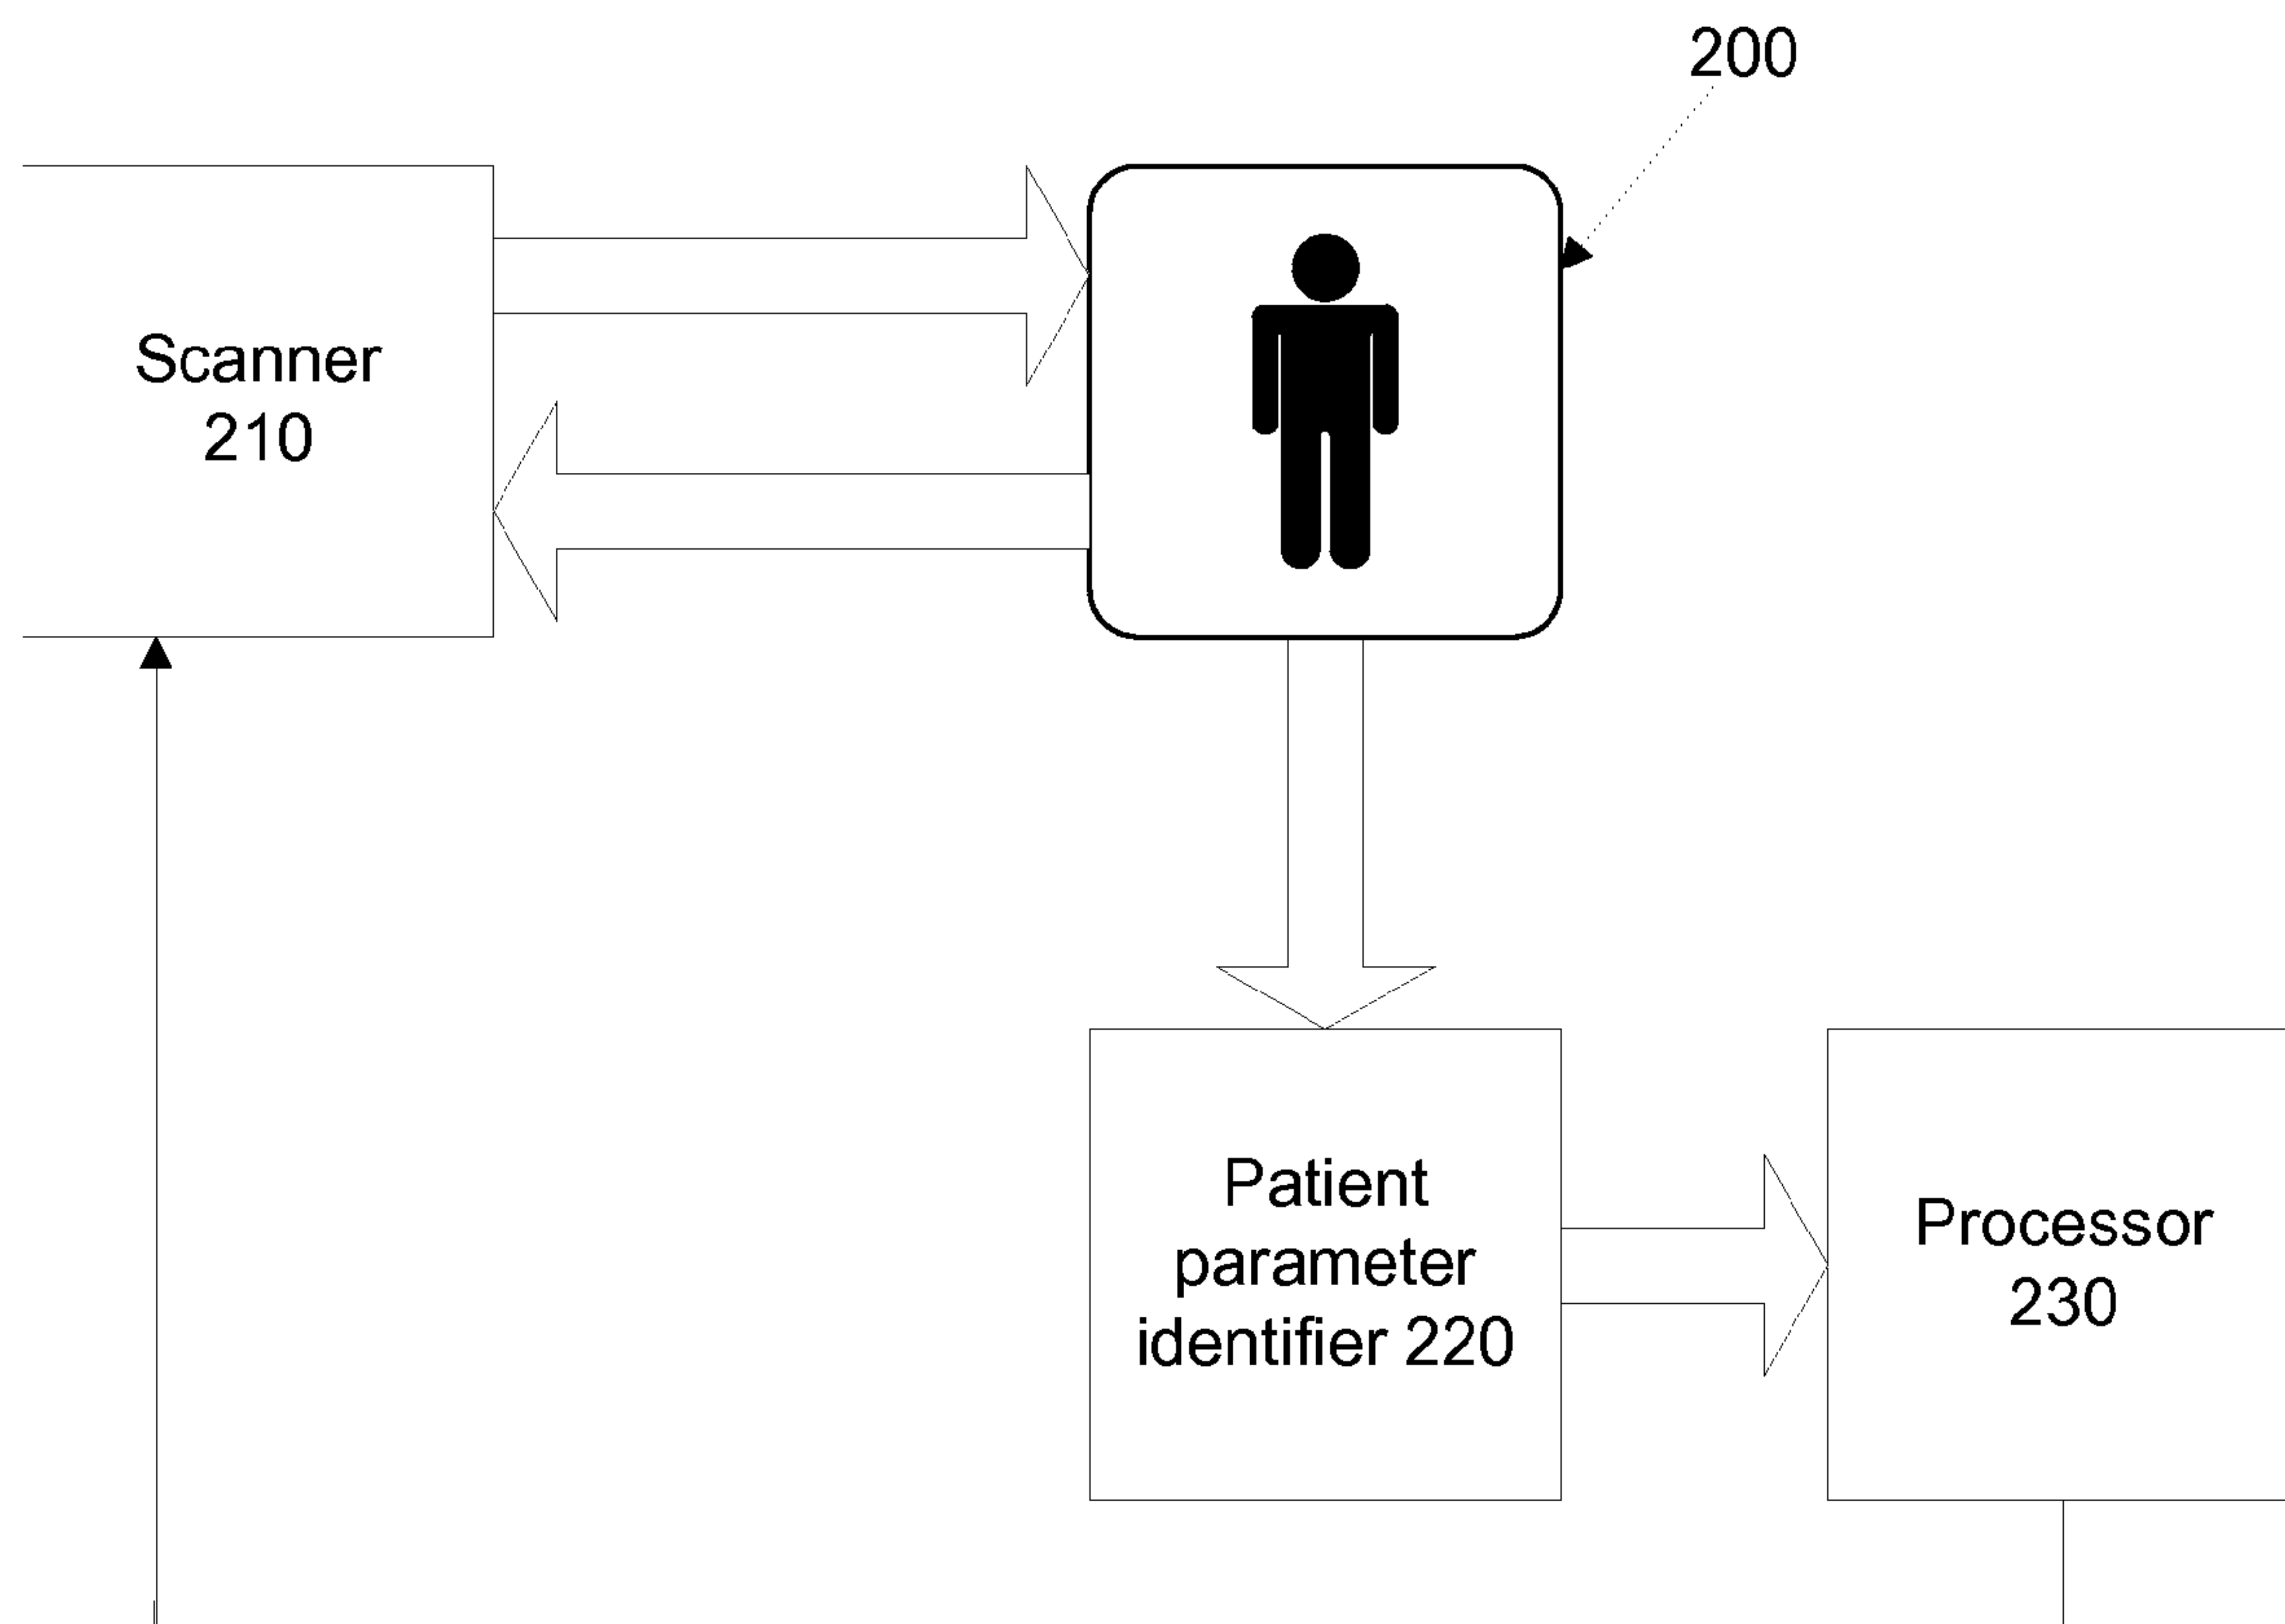 200
Scanner
210
Patient
parameter
identifier 220
Processor
230